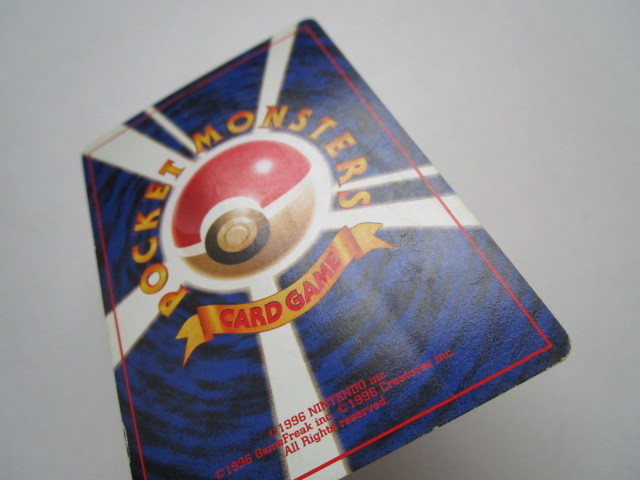 POCKET MONSTERS
CARD GAME
©1996 NINTENDO inc.
©1996 GameFreak inc. ©1996 Creatures inc.
All Rights reserved.